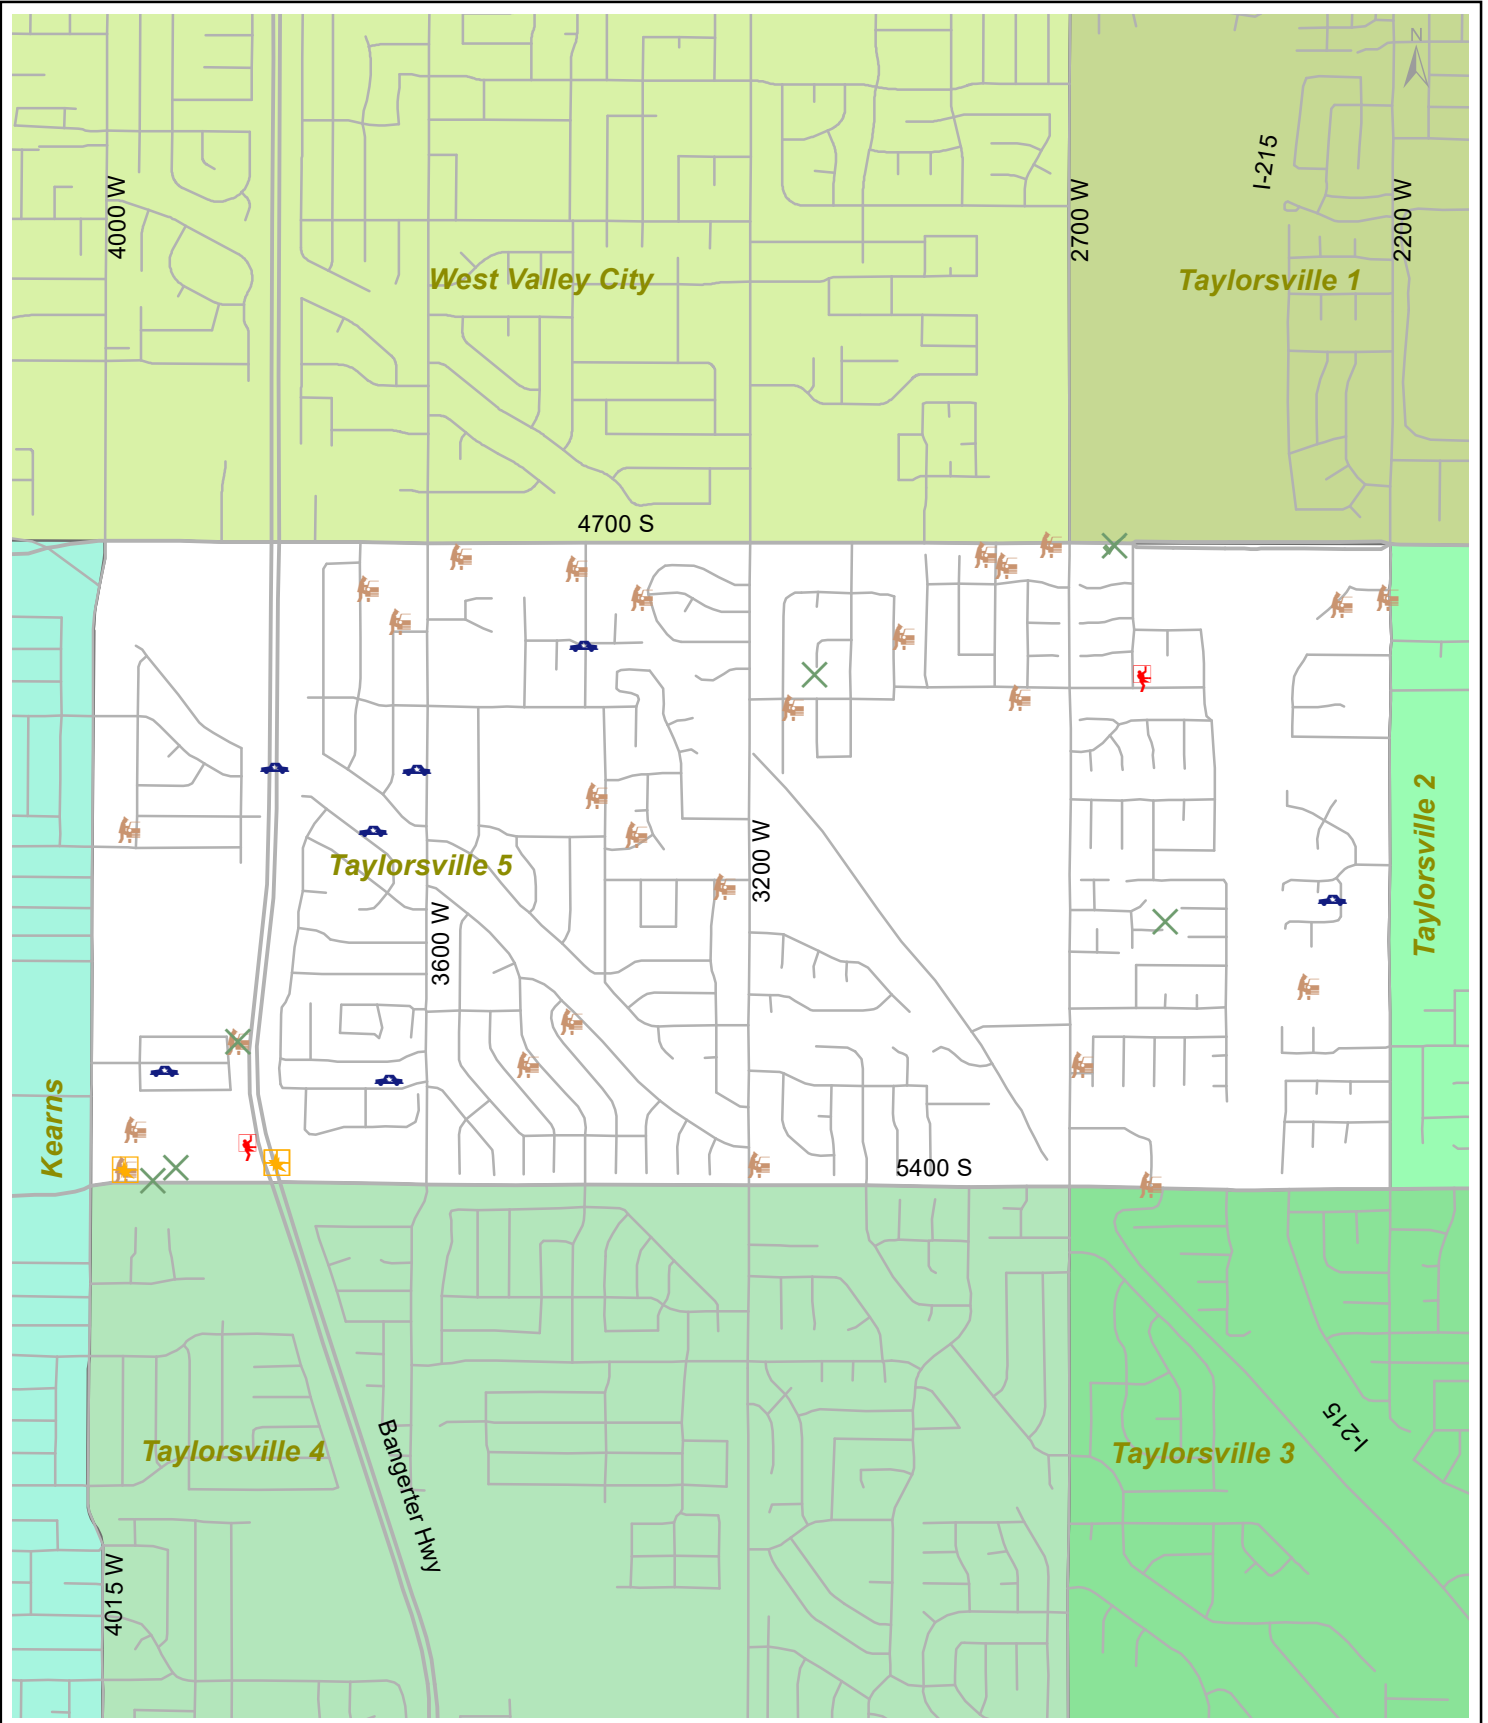 N
I-215
4000 W
2700 W
2200 W
West Valley City
Taylorsville 1
4700 S
Taylorsville 2
3200 W
Taylorsville 5
3600 W
Kearns
5400 S
Taylorsville 4
Bangerter Hwy
Taylorsville 3
I-215
4015 W